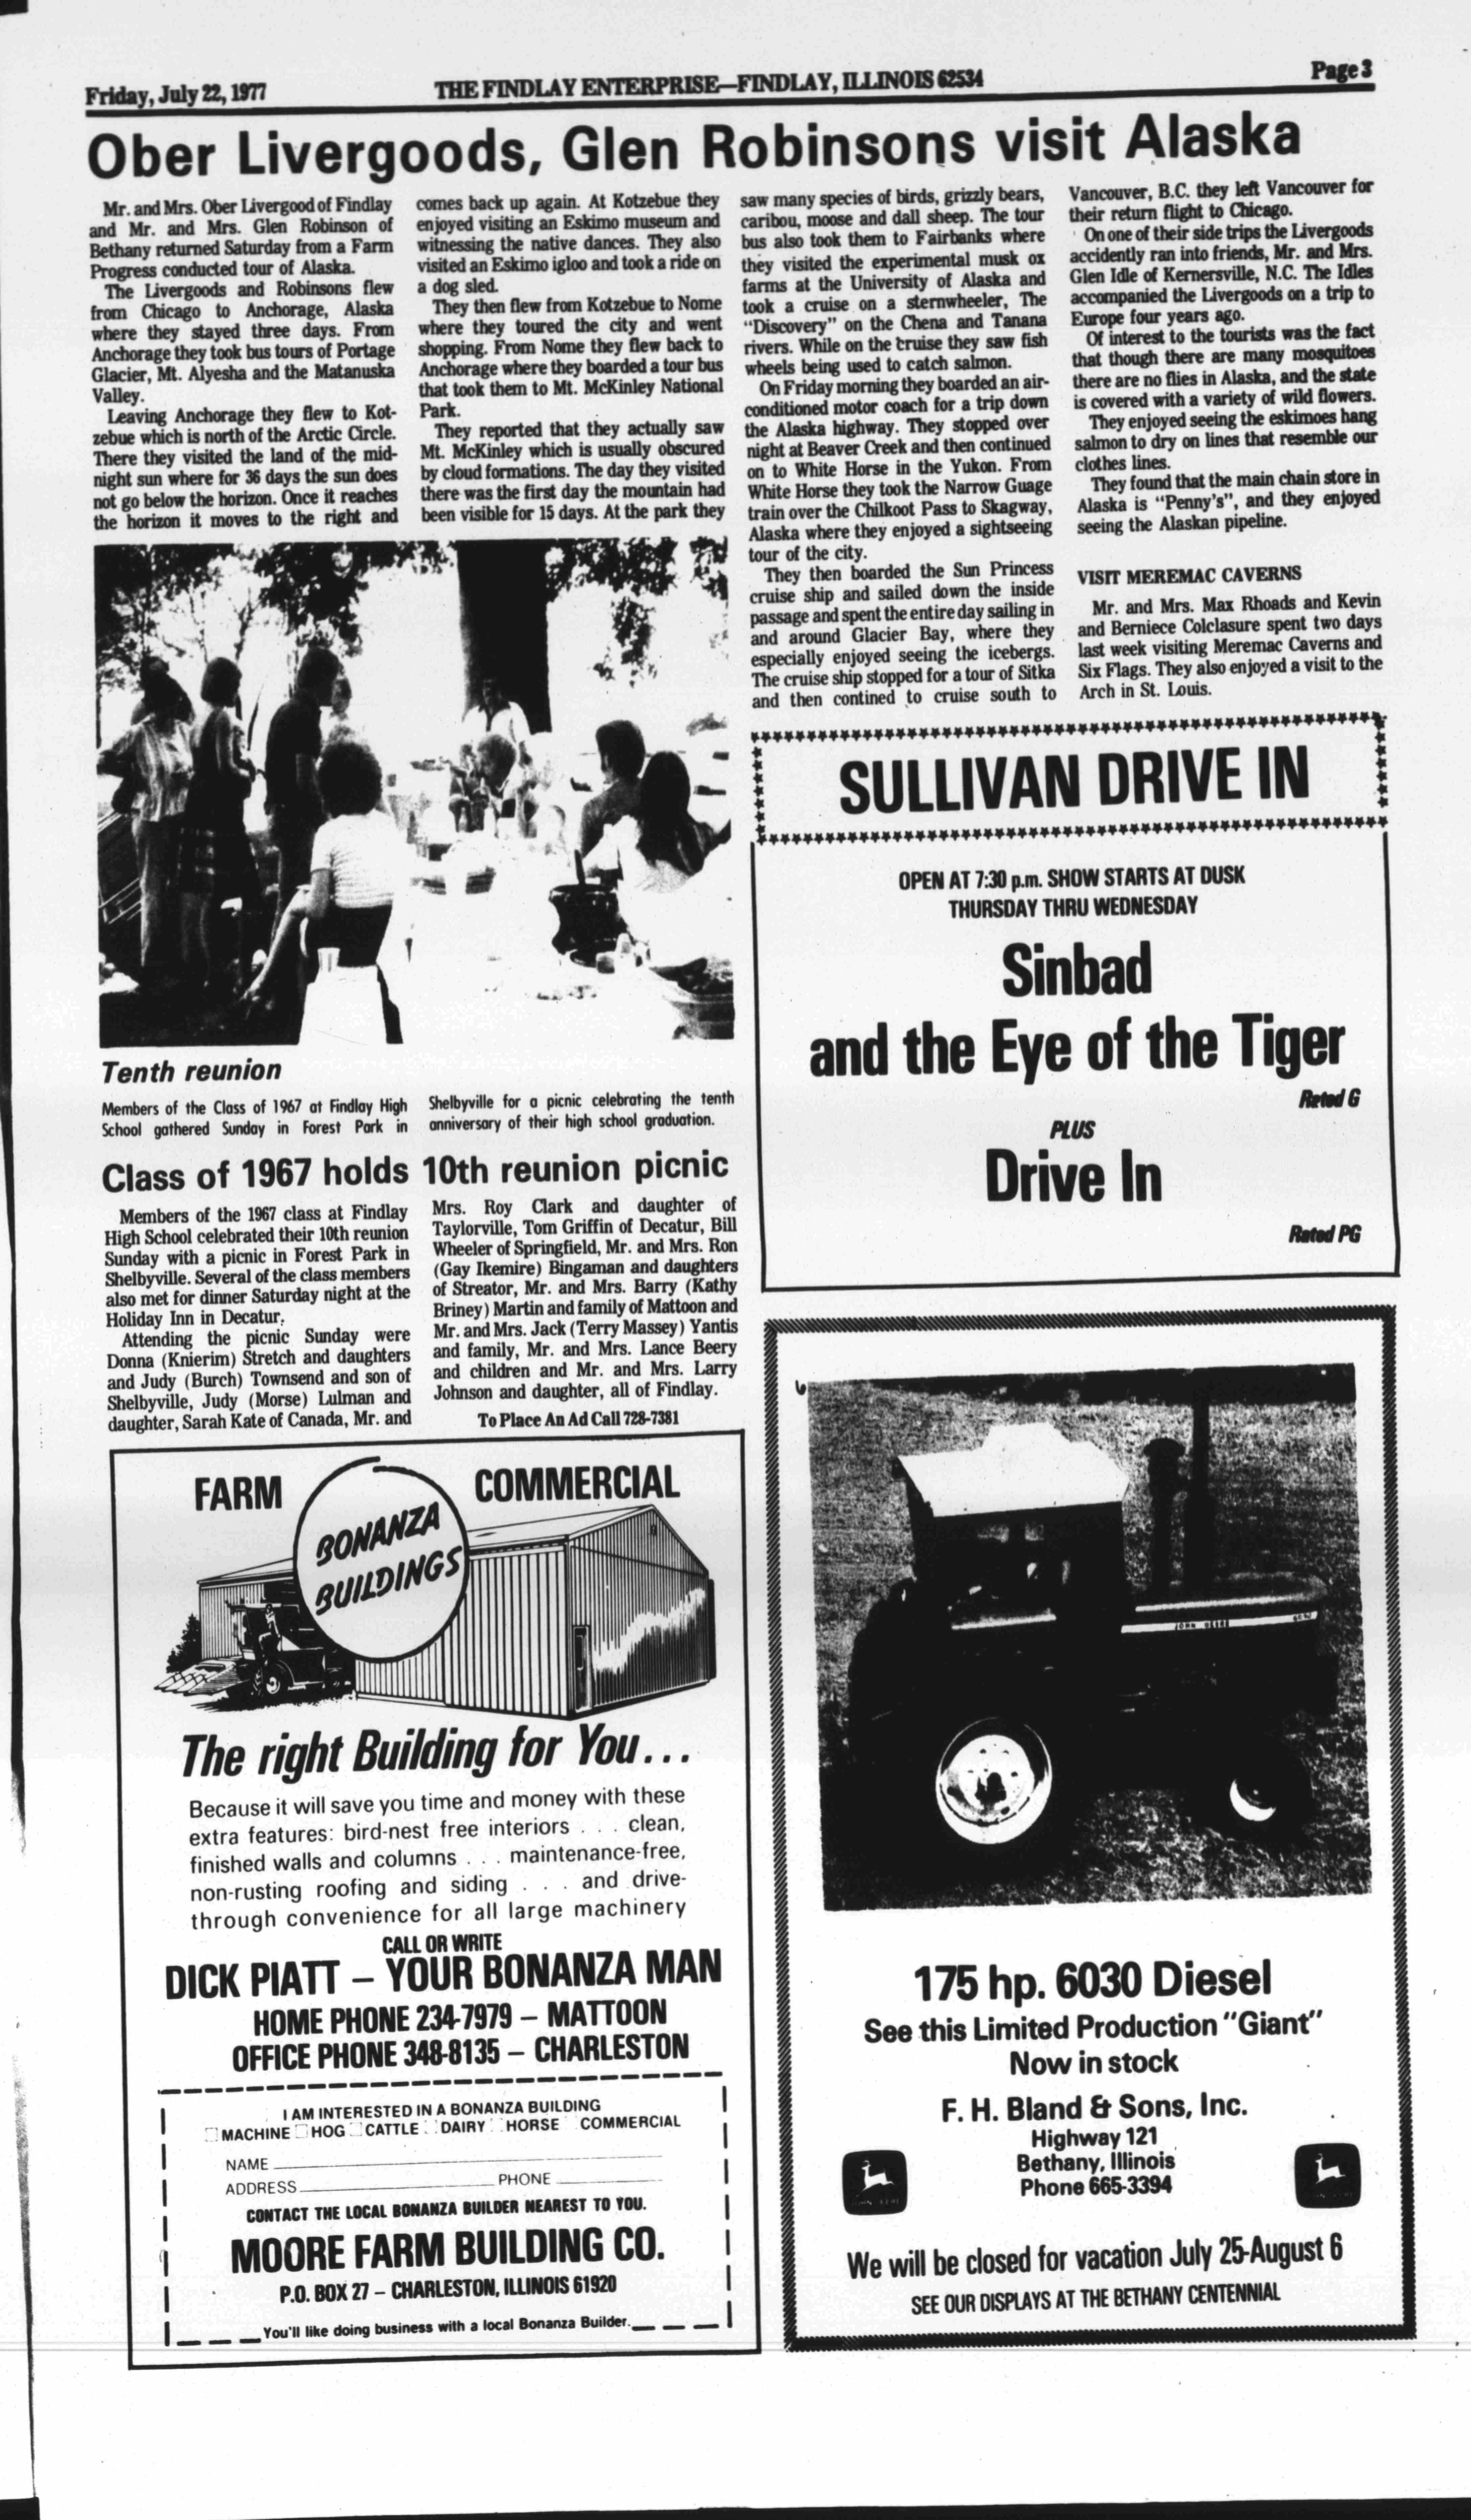 Friday, July 22, 1977
THE FINDLAY ENTERPRISE—FINDLAY, ILLINOIS 62534
Page 3
Ober Livergoods, Glen Robinsons visit Alaska
Mr. and Mrs. Ober Livergood of Findlay
and Mr. and Mrs. Glen Robinson of
Bethany returned Saturday from a Farm
Progress conducted tour of Alaska.
The Livergoods and Robinsons flew
from Chicago to Anchorage, Alaska
where they stayed three days. From
Anchorage they took bus tours of Portage
Glacier, Mt. Alyesha and the Matanuska
Valley.
Leaving Anchorage they flew to Kot-
zebue which is north of the Arctic Circle.
There they visited the land of the mid-
night sun where for 36 days the sun does
not go below the horizon. Once it reaches
the horizon it moves to the right and
comes back up again. At Kotzebue they
enjoyed visiting an Eskimo museum and
witnessing the native dances. They also
visited an Eskimo igloo and took a ride on
a dog sled.
They then flew from Kotzebue to Nome
where they toured the city and went
shopping. From Nome they flew back to
Anchorage where they boarded a tour bus
that took them to Mt. McKinley National
Park.
They reported that they actually saw
Mt. McKinley which is usually obscured
by cloud formations. The day they visited
there was the first day the mountain had
been visible for 15 days. At the park they
saw many species of birds, grizzly bears,
caribou, moose and dall sheep. The tour
bus also took them to Fairbanks where
they visited the experimental musk ox
farms at the University of Alaska and
took a cruise on a sternwheeler, The
"Discovery" on the Chena and Tanana
rivers. While on the cruise they saw fish
wheels being used to catch salmon.
On Friday morning they boarded an air-
conditioned motor coach for a trip down
the Alaska highway. They stopped over
night at Beaver Creek and then continued
on to White Horse in the Yukon. From
White Horse they took the Narrow Guage
train over the Chilkoot Pass to Skagway,
Alaska where they enjoyed a sightseeing
tour of the city.
They then boarded the Sun Princess
cruise ship and sailed down the inside
passage and spent the entire day sailing in
and around Glacier Bay, where they
especially enjoyed seeing the icebergs.
The cruise ship stopped for a tour of Sitka
and then contined to cruise south to
Vancouver, B.C. they left Vancouver for
their return flight to Chicago.
On one of their side trips the Livergoods
accidently ran into friends, Mr. and Mrs.
Glen Idle of Kernersville, N.C. The Idles
accompanied the Livergoods on a trip to
Europe four years ago.
Of interest to the tourists was the fact
that though there are many mosquitoes
there are no flies in Alaska, and the state
is covered with a variety of wild flowers.
They enjoyed seeing the eskimoes hang
salmon to dry on lines that resemble our
clothes lines.
They found that the main chain store in
Alaska is "Penny's", and they enjoyed
seeing the Alaskan pipeline.
VISIT MEREMAC CAVERNS
Mr. and Mrs. Max Rhoads and Kevin
and Berniece Colclasure spent two days
last week visiting Meremac Caverns and
Six Flags. They also enjoyed a visit to the
Arch in St. Louis.
Tenth reunion
Members of the Class of 1967 at Findlay High
School gathered Sunday in Forest Park in
Shelbyville for a picnic celebrating the tenth
anniversary of their high school graduation.
Class of 1967 holds 10th reunion picnic
Members of the 1967 class at Findlay
High School celebrated their 10th reunion
Sunday with a picnic in Forest Park in
Shelbyville. Several of the class members
also met for dinner Saturday night at the
Holiday Inn in Decatur.
Attending the picnic Sunday were
Donna (Knierim) Stretch and daughters
and Judy (Burch) Townsend and son of
Shelbyville, Judy (Morse) Lulman and
daughter, Sarah Kate of Canada, Mr. and
Mrs. Roy Clark and daughter of
Taylorville, Tom Griffin of Decatur, Bill
Wheeler of Springfield, Mr. and Mrs. Ron
(Gay Ikemire) Bingaman and daughters
of Streator, Mr. and Mrs. Barry (Kathy
Briney) Martin and family of Mattoon and
Mr. and Mrs. Jack (Terry Massey) Yantis
and family, Mr. and Mrs. Lance Beery
and children and Mr. and Mrs. Larry
Johnson and daughter, all of Findlay.
To Place An Ad Call 728-7381
SULLIVAN DRIVE IN
OPEN AT 7:30 p.m. SHOW STARTS AT DUSK
THURSDAY THRU WEDNESDAY
Sinbad
and the Eye of the Tiger
Rated G
PLUS
Drive In
Rated PG
FARM
COMMERCIAL
BONANZA
BUILDINGS
The right Building for You...
Because it will save you time and money with these
extra features: bird-nest free interiors . . . clean,
finished walls and columns . . . maintenance-free,
non-rusting roofing and siding . . . and drive-
through convenience for all large machinery
CALL OR WRITE
DICK PIATT – YOUR BONANZA MAN
HOME PHONE 234-7979 – MATTOON
OFFICE PHONE 348-8135 – CHARLESTON
I AM INTERESTED IN A BONANZA BUILDING
MACHINE HOG CATTLE DAIRY HORSE COMMERCIAL
NAME
ADDRESS PHONE
CONTACT THE LOCAL BONANZA BUILDER NEAREST TO YOU.
MOORE FARM BUILDING CO.
P.O. BOX 27 – CHARLESTON, ILLINOIS 61920
You'll like doing business with a local Bonanza Builder.
JOHN DEERE
175 hp. 6030 Diesel
See this Limited Production "Giant"
Now in stock
F. H. Bland & Sons, Inc.
Highway 121
Bethany, Illinois
Phone 665-3394
We will be closed for vacation July 25-August 6
SEE OUR DISPLAYS AT THE BETHANY CENTENNIAL